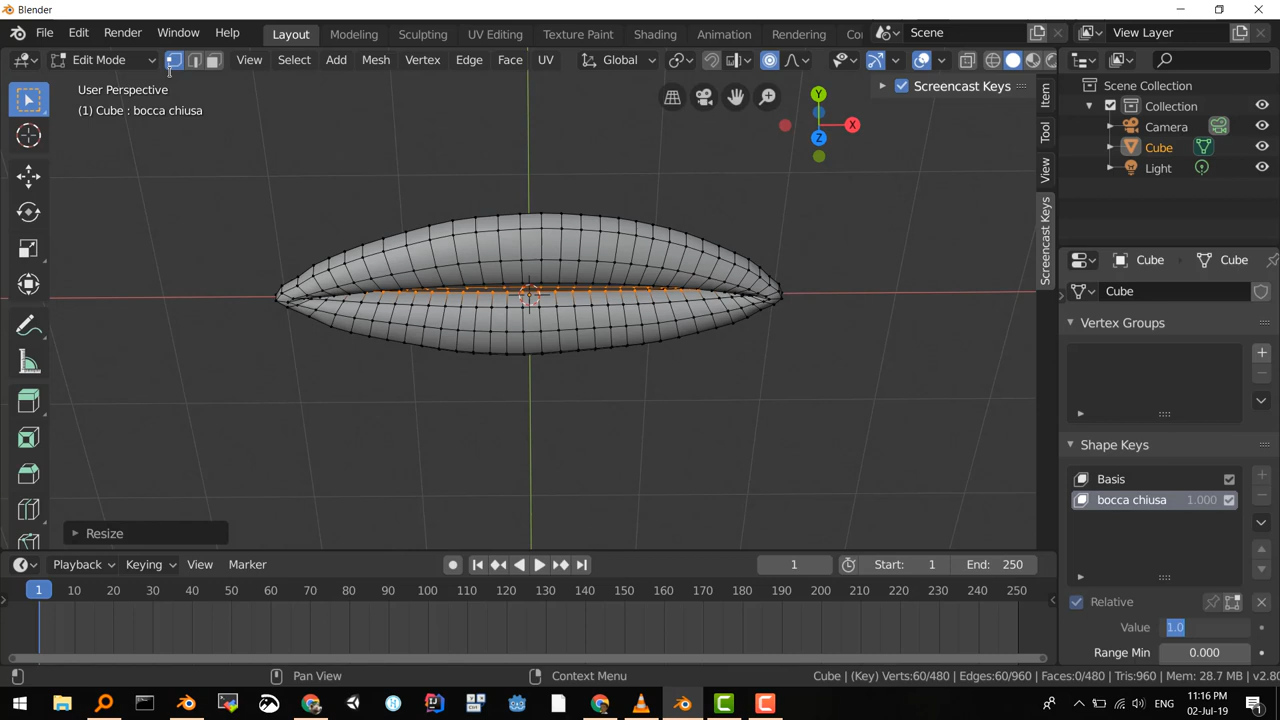 Blender
File Edit Render Window Help Layout Modeling Sculpting UV Editing Texture Paint Shading Animation Rendering Co Scene View Layer
Edit Mode View Select Add Mesh Vertex Edge Face UV Global
User Perspective
(1) Cube : bocca chiusa
Screencast Keys
Y
X
Z
Item
Tool
View
Screencast Keys
Scene Collection
Collection
Camera
Cube
Light
Cube Cube
Cube
Vertex Groups
Shape Keys
Basis
bocca chiusa 1.000
Relative
Value 1.0
Range Min 0.000
Resize
Playback Keying View Marker 1 Start: 1 End: 250
1 10 20 30 40 50 60 70 80 90 100 110 120 130 140 150 160 170 180 190 200 210 220 230 240 250
Pan View Context Menu Cube | (Key) Verts:60/480 | Edges:60/960 | Faces:0/480 | Tris:960 | Mem: 28.7 MB | v2.80
ENG 11:16 PM
02-Jul-19
1